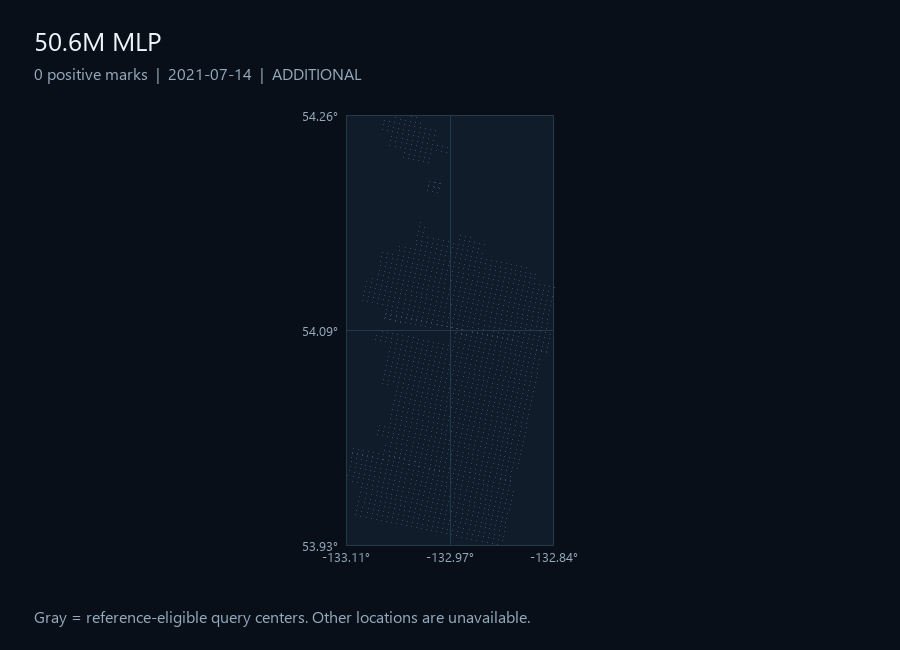 50.6M MLP
0 positive marks | 2021-07-14 | ADDITIONAL
54.26°
54.09°
53.93°
-133.11° -132.97° -132.84°
Gray = reference-eligible query centers. Other locations are unavailable.